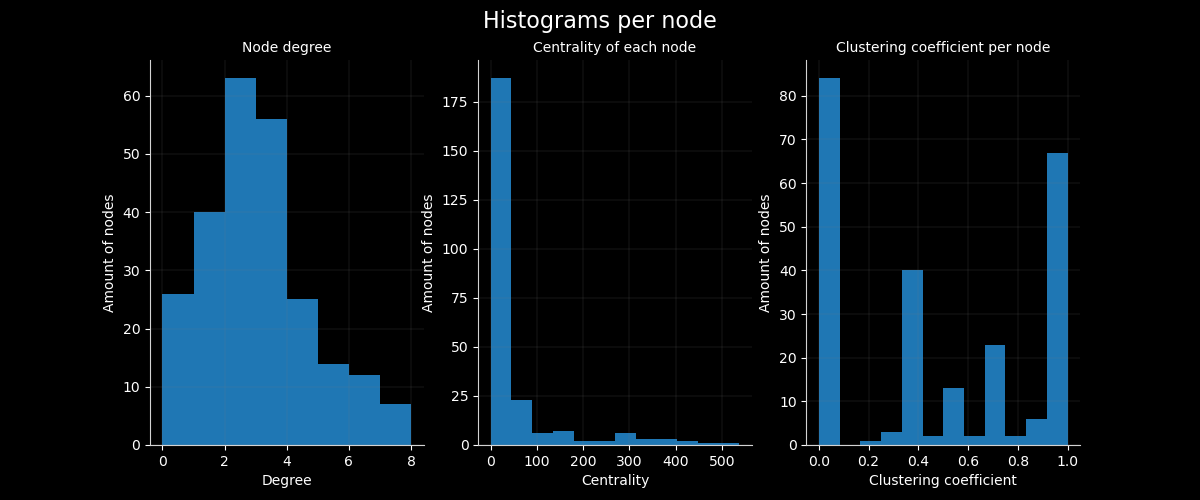 Histograms per node
Node degree
Amount of nodes
60
50
40
30
20
10
0
0 2 4 6 8
Degree
Centrality of each node
Amount of nodes
175
150
125
100
75
50
25
0
0 100 200 300 400 500
Centrality
Clustering coefficient per node
Amount of nodes
80
70
60
50
40
30
20
10
0
0.0 0.2 0.4 0.6 0.8 1.0
Clustering coefficient